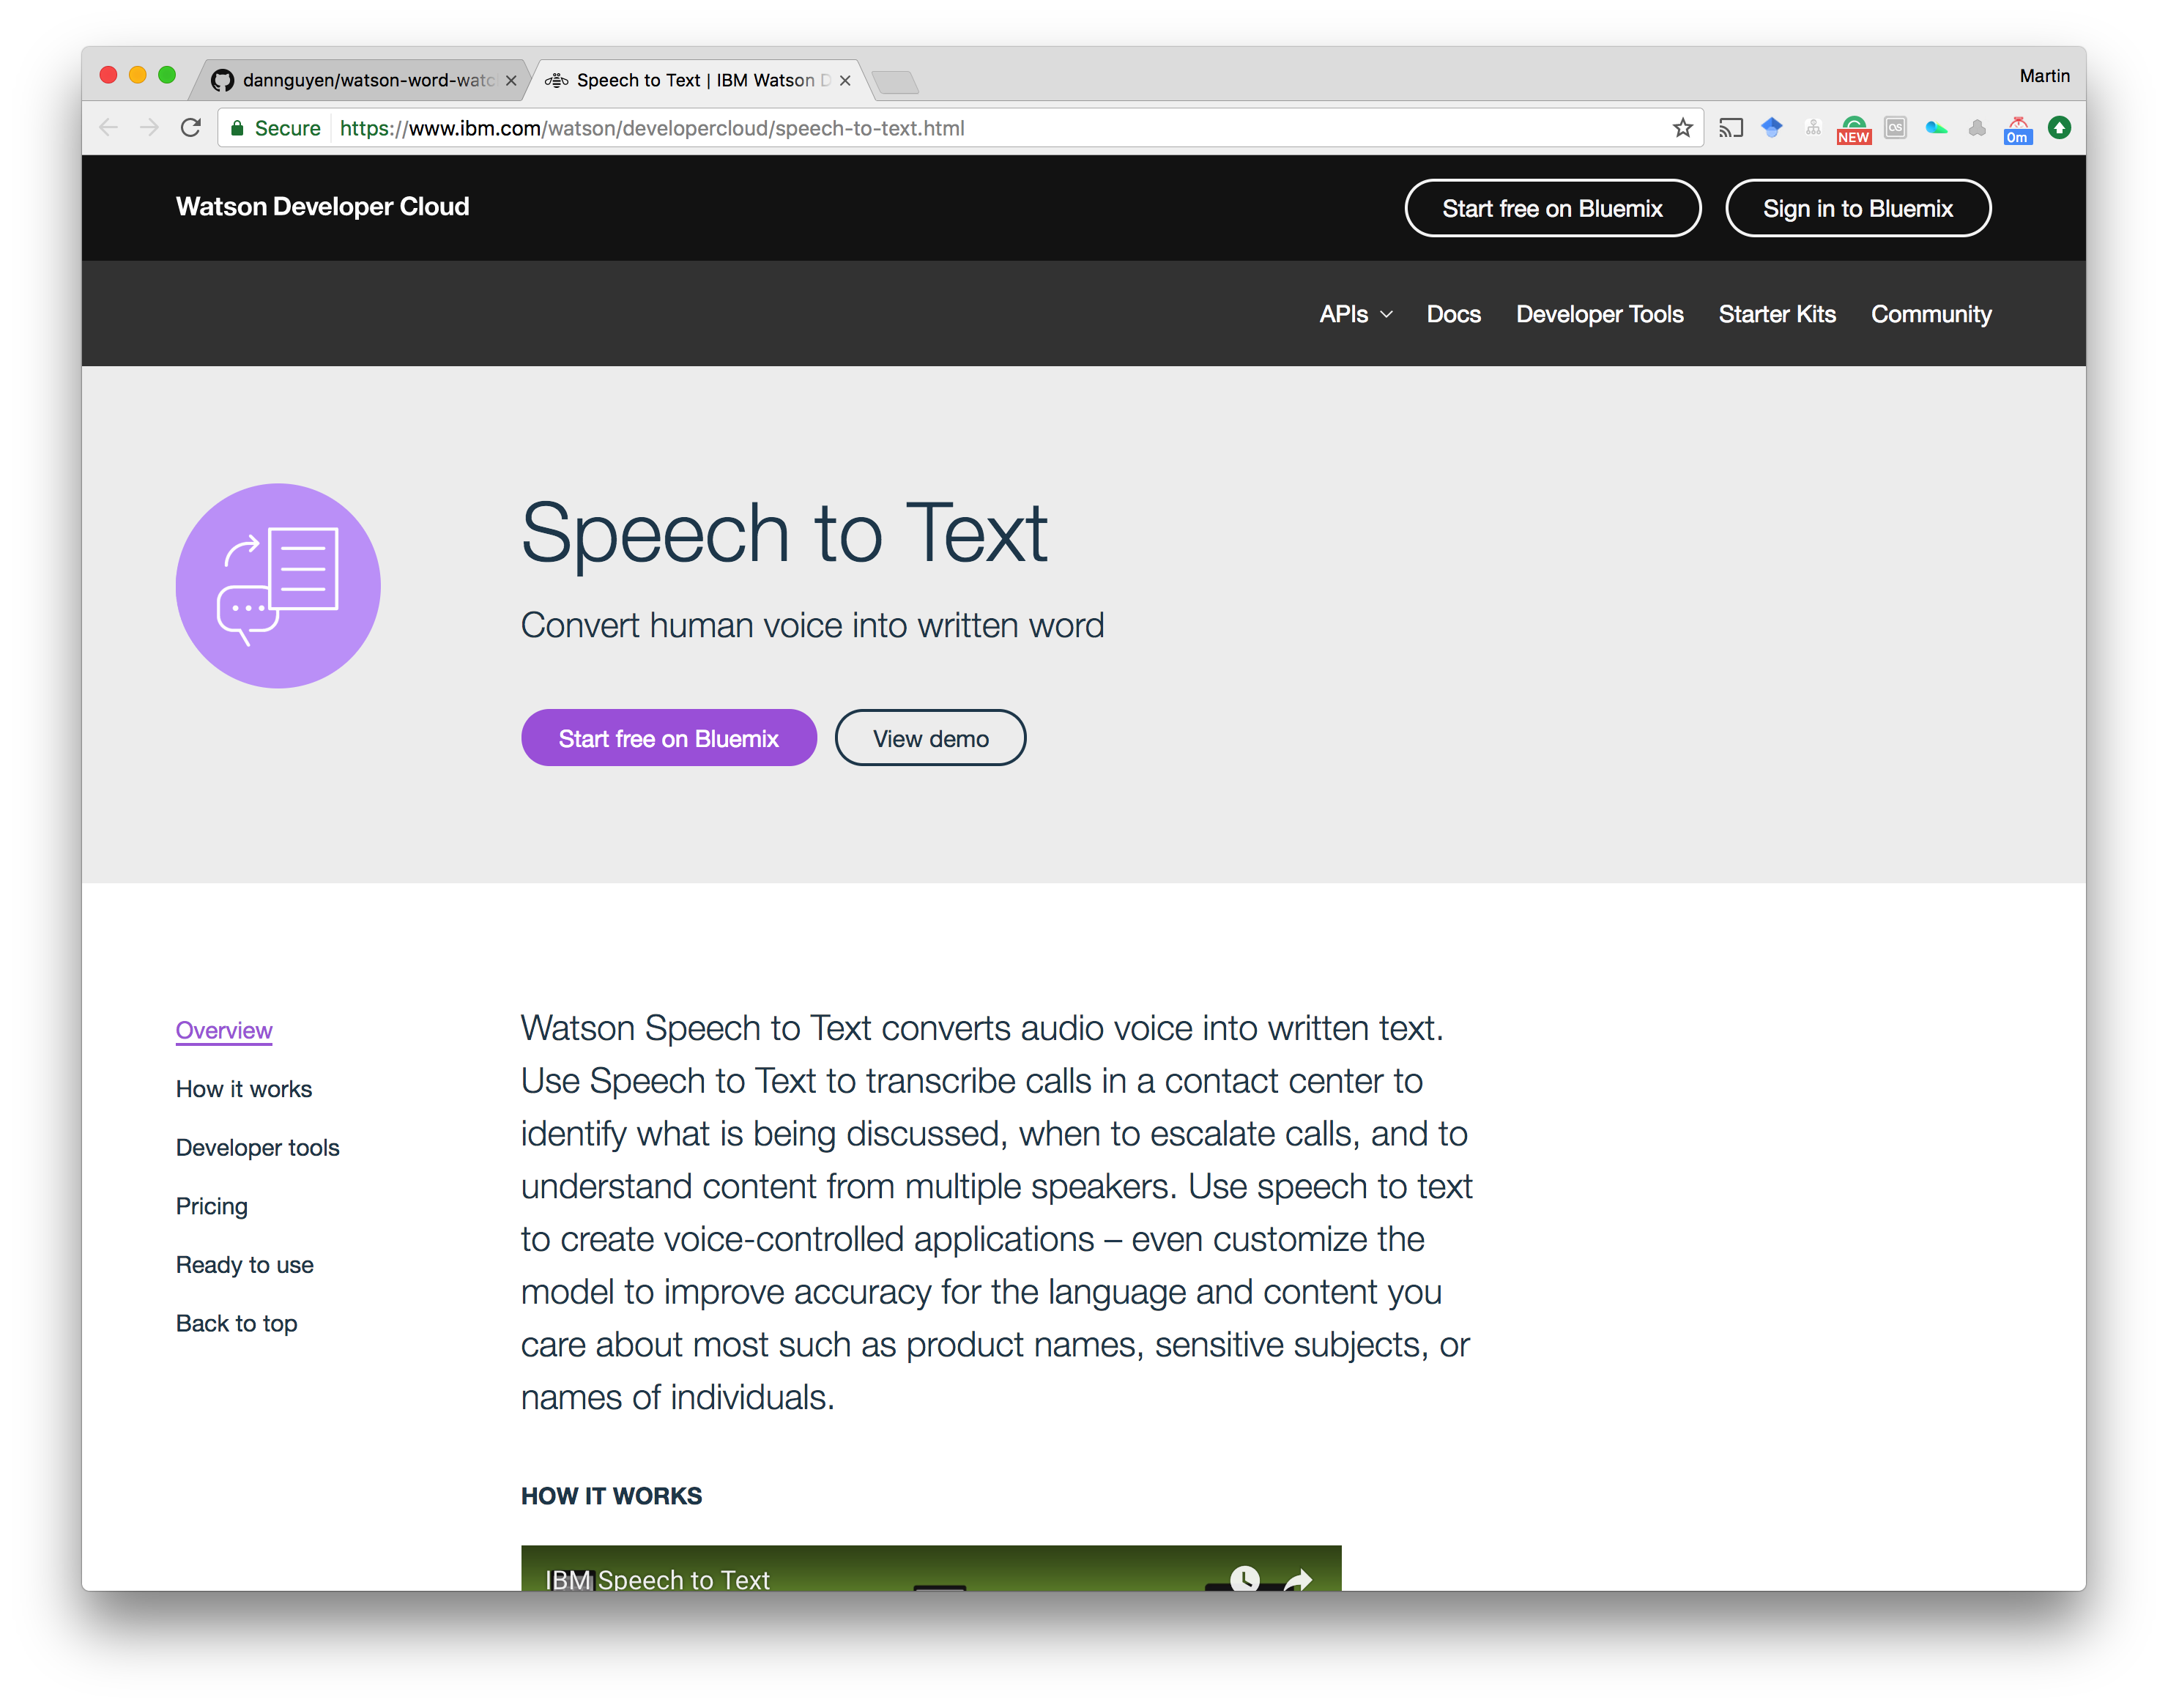 dannguyen/watson-word-watc
Speech to Text | IBM Watson D
Martin
Secure https://www.ibm.com/watson/developercloud/speech-to-text.html
NEW
0m
Watson Developer Cloud
Start free on Bluemix
Sign in to Bluemix
APIs
Docs
Developer Tools
Starter Kits
Community
Speech to Text
Convert human voice into written word
Start free on Bluemix
View demo
Overview
How it works
Developer tools
Pricing
Ready to use
Back to top
Watson Speech to Text converts audio voice into written text.
Use Speech to Text to transcribe calls in a contact center to
identify what is being discussed, when to escalate calls, and to
understand content from multiple speakers. Use speech to text
to create voice-controlled applications – even customize the
model to improve accuracy for the language and content you
care about most such as product names, sensitive subjects, or
names of individuals.
HOW IT WORKS
IBM Speech to Text